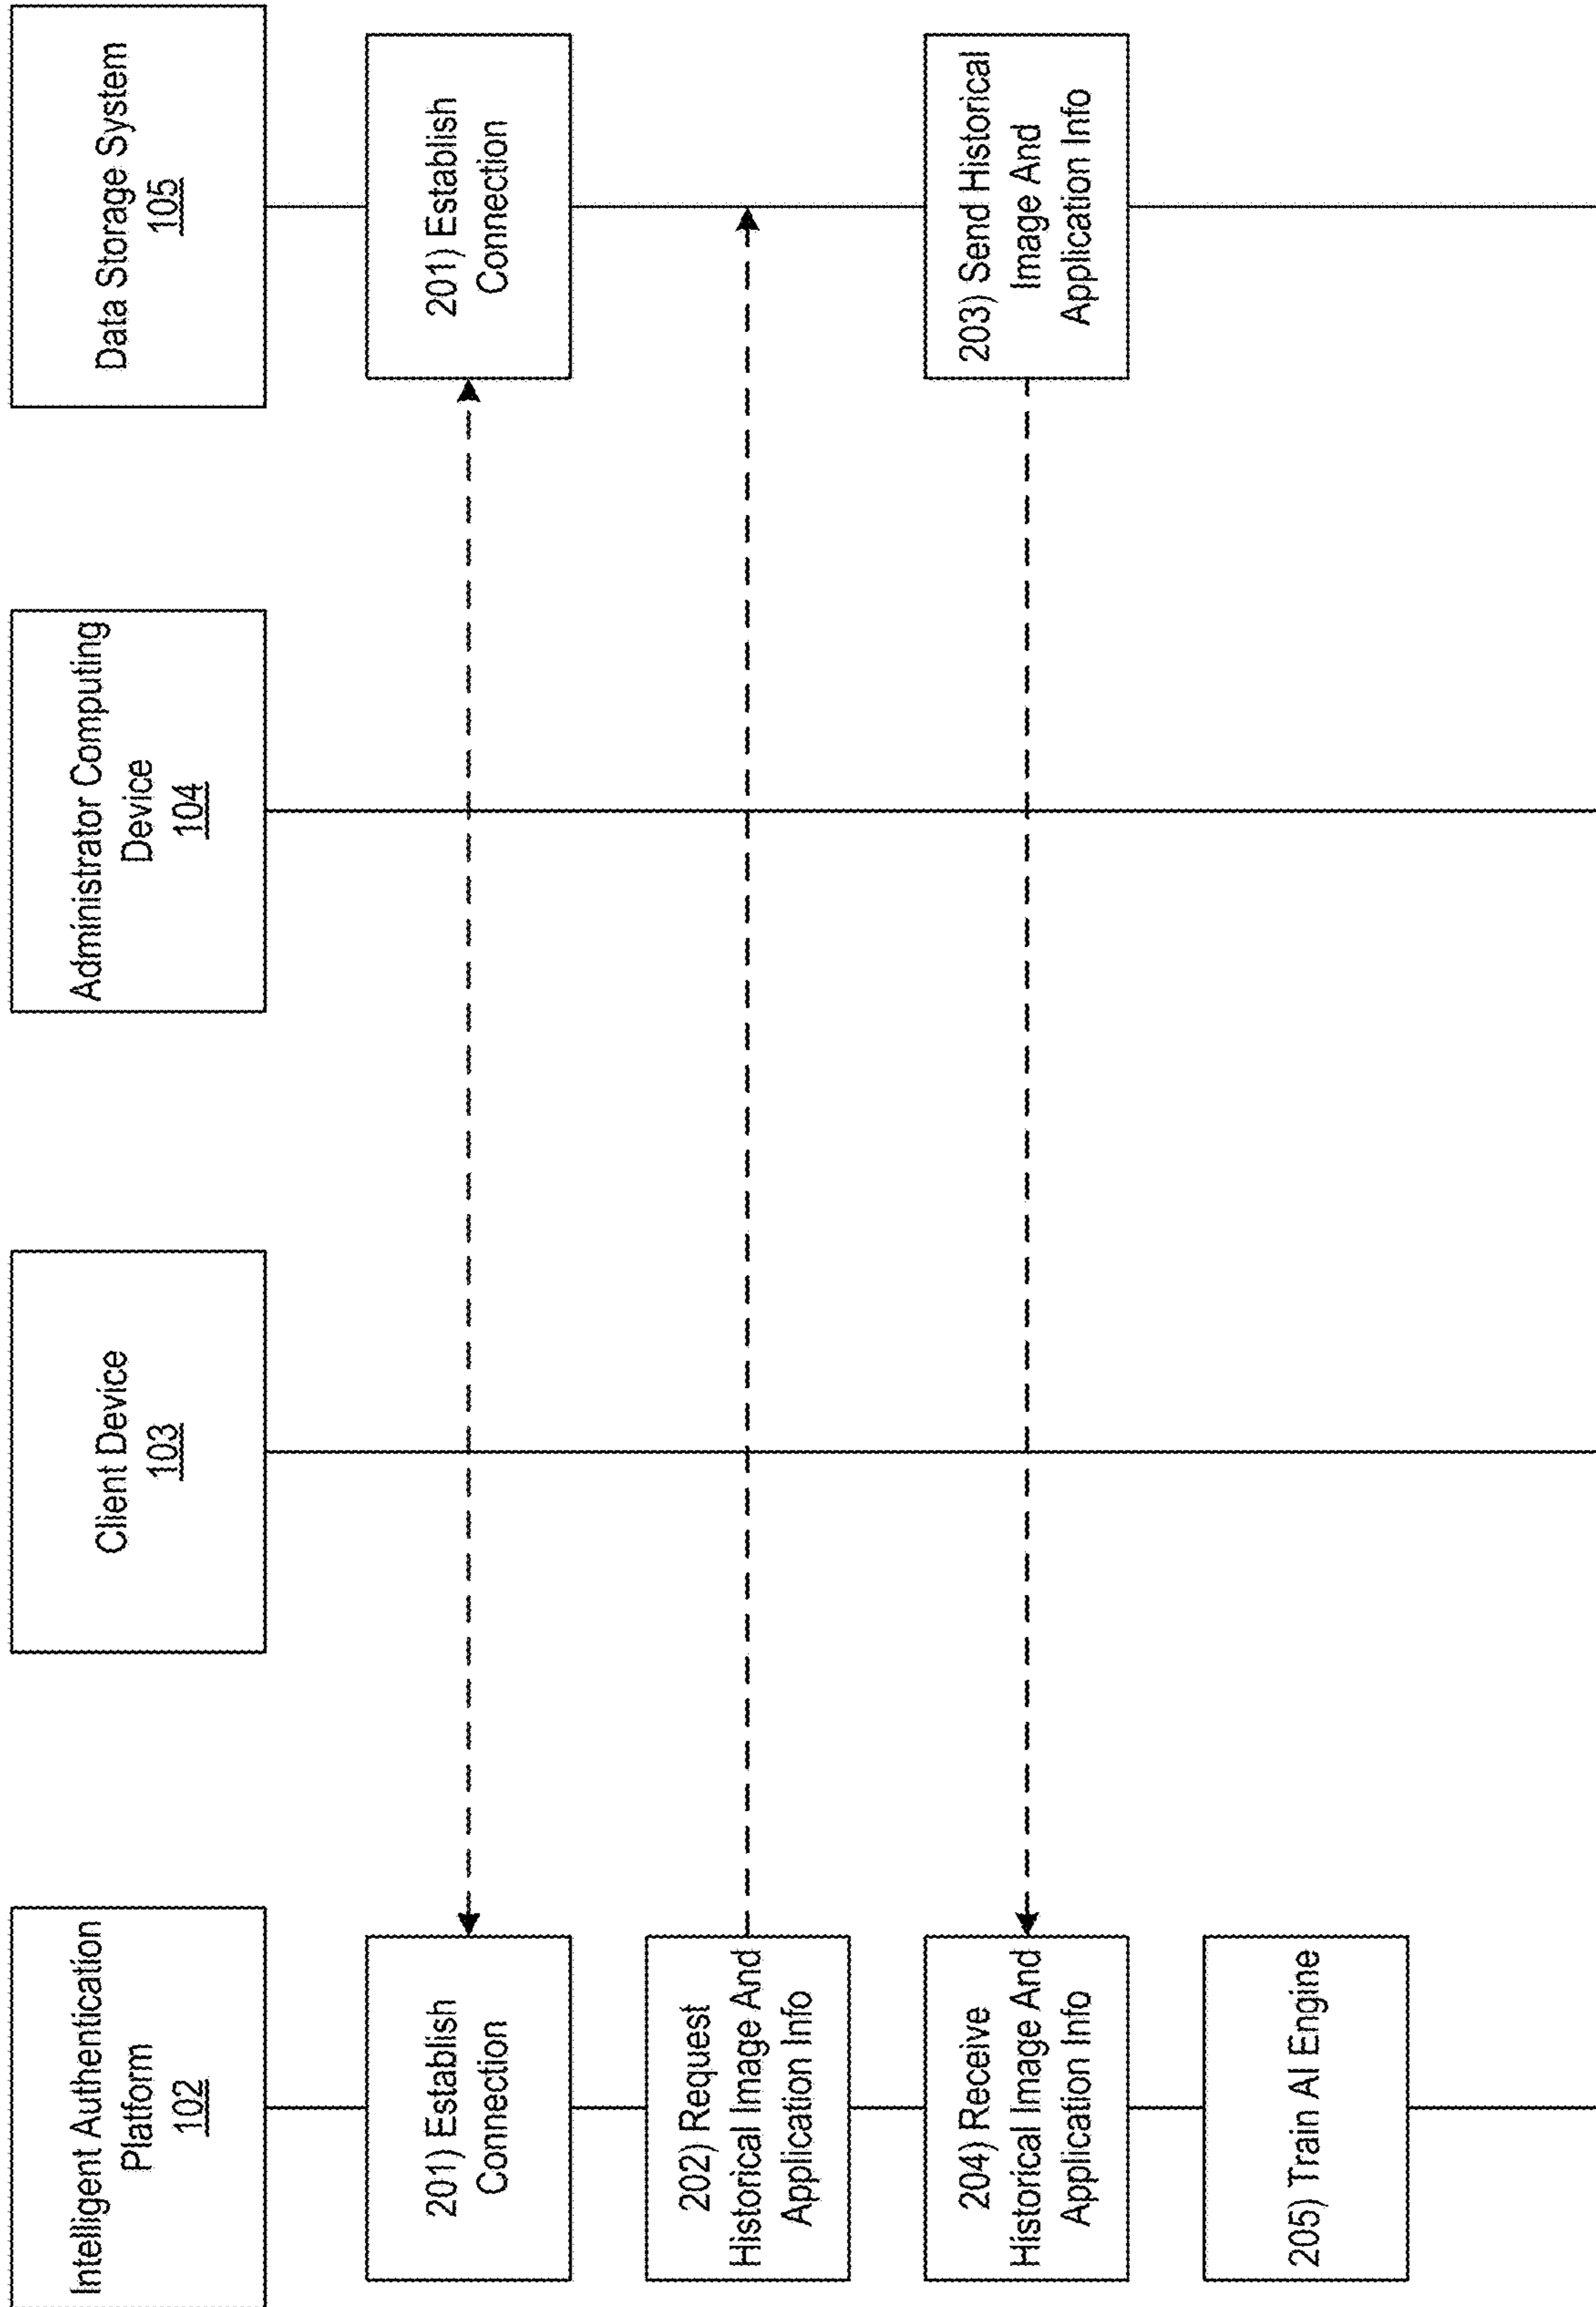 Intelligent Authentication
Platform
102
Client Device
103
Administrator Computing
Device
104
Data Storage System
105
201) Establish
Connection
201) Establish
Connection
202) Request
Historical Image And
Application Info
203) Send Historical
Image And
Application Info
204) Receive
Historical Image And
Application Info
205) Train AI Engine